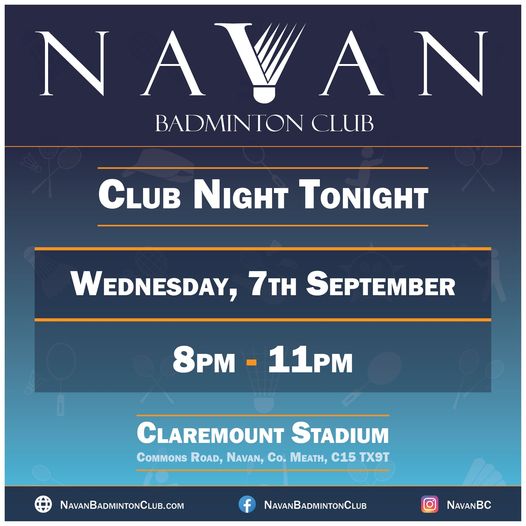 NAVAN
BADMINTON CLUB
CLUB NIGHT TONIGHT
WEDNESDAY, 7TH SEPTEMBER
8PM - 11PM
CLAREMOUNT STADIUM
COMMONS ROAD, NAVAN, CO. MEATH, C15 TX9T
NAVANBADMINTONCLUB.COM NAVANBADMINTONCLUB NAVANBC